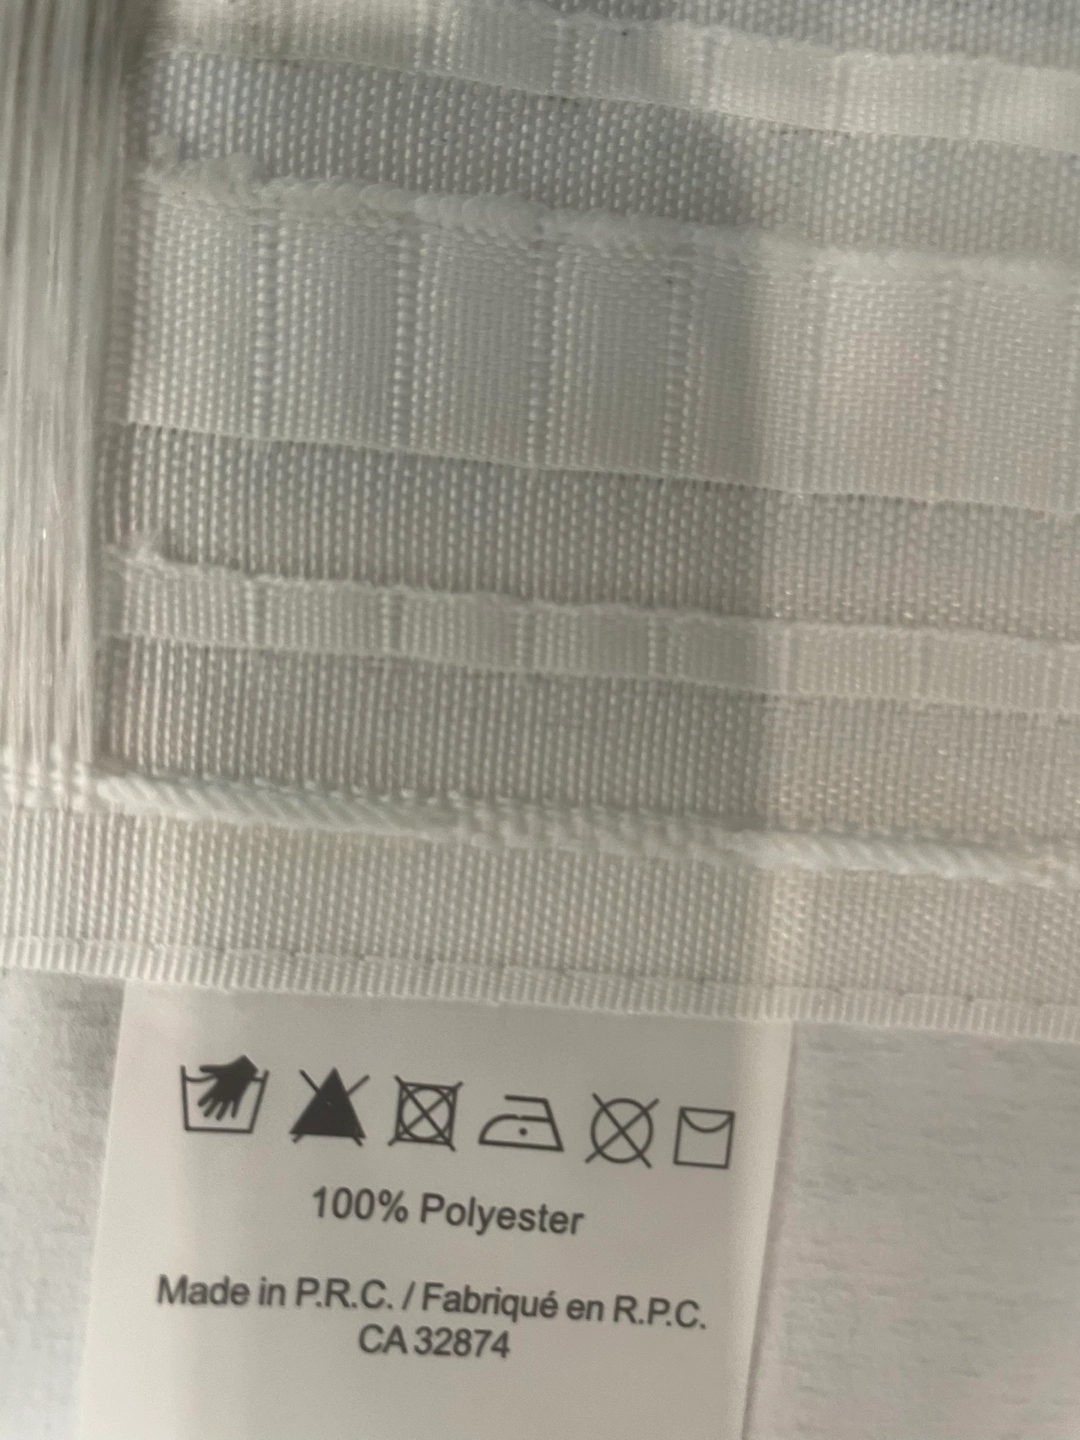 100% Polyester
Made in P.R.C. / Fabriqué en R.P.C.
CA 32874